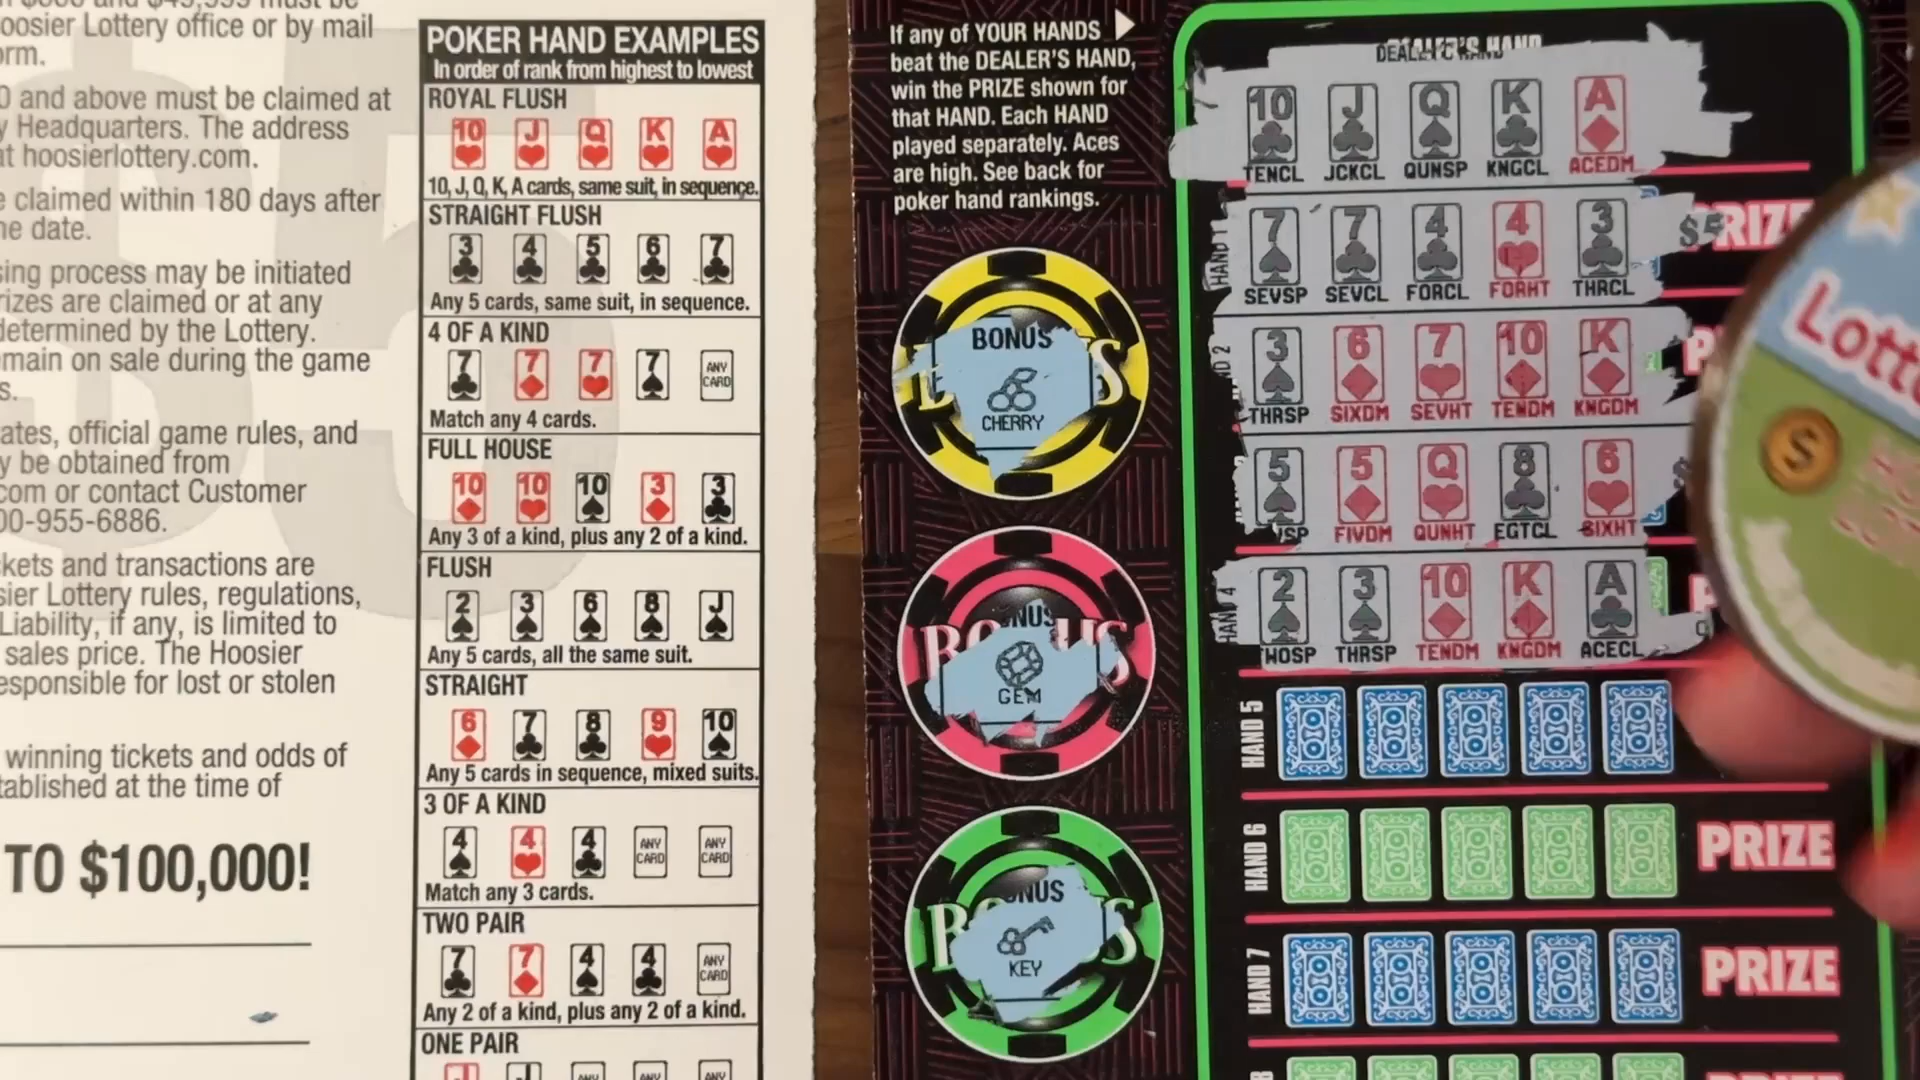 oosier Lottery office or by mail
orm.
0 and above must be claimed at
y Headquarters. The address
at hoosierlottery.com.
e claimed within 180 days after
me date.
sing process may be initiated
rizes are claimed or at any
determined by the Lottery.
main on sale during the game
s.
ates, official game rules, and
y be obtained from
com or contact Customer
00-955-6886.
kets and transactions are
sier Lottery rules, regulations,
Liability, if any, is limited to
sales price. The Hoosier
esponsible for lost or stolen
winning tickets and odds of
tablished at the time of
TO $100,000!
POKER HAND EXAMPLES
In order of rank from highest to lowest
ROYAL FLUSH
10 J Q K A
10, J, Q, K, A cards, same suit, in sequence.
STRAIGHT FLUSH
3 4 5 6 7
Any 5 cards, same suit, in sequence.
4 OF A KIND
7 7 7 7 ANY CARD
Match any 4 cards.
FULL HOUSE
10 10 10 3 3
Any 3 of a kind, plus any 2 of a kind.
FLUSH
2 3 6 8 J
Any 5 cards, all the same suit.
STRAIGHT
6 7 8 9 10
Any 5 cards in sequence, mixed suits.
3 OF A KIND
4 4 4 ANY CARD ANY CARD
Match any 3 cards.
TWO PAIR
7 7 4 4 ANY CARD
Any 2 of a kind, plus any 2 of a kind.
ONE PAIR
J J ANY ANY ANY
If any of YOUR HANDS
beat the DEALER'S HAND,
win the PRIZE shown for
that HAND. Each HAND
played separately. Aces
are high. See back for
poker hand rankings.
BONUS
CHERRY
GEM
KEY
DEALER'S HAND
10 J Q K A
TENCL JCKCL QUNSP KNGCL ACEDM
HAND 1
7 7 4 4 3
SEVSP SEVCL FORCL FORHT THRCL
PRIZE
3 6 7 10 K
THRSP SIXDM SEVHT TENDM KNGDM
5 5 Q 8 6
FIVDM QUNHT EGTCL SIXHT
HAND 4
2 3 10 K A
TWOSP THRSP TENDM KNGDM ACECL
HAND 5
HAND 6
PRIZE
HAND 7
PRIZE
Lotte